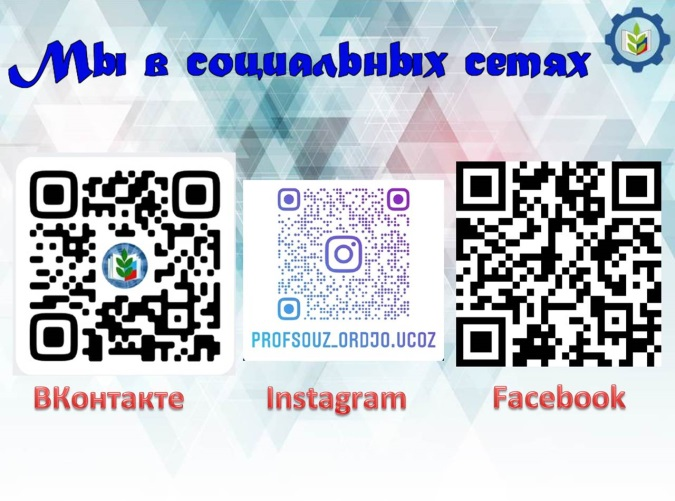 Мы в социальных сетях
PROFSOUZ_ORDJO.UCOZ
ВКонтакте
Instagram
Facebook